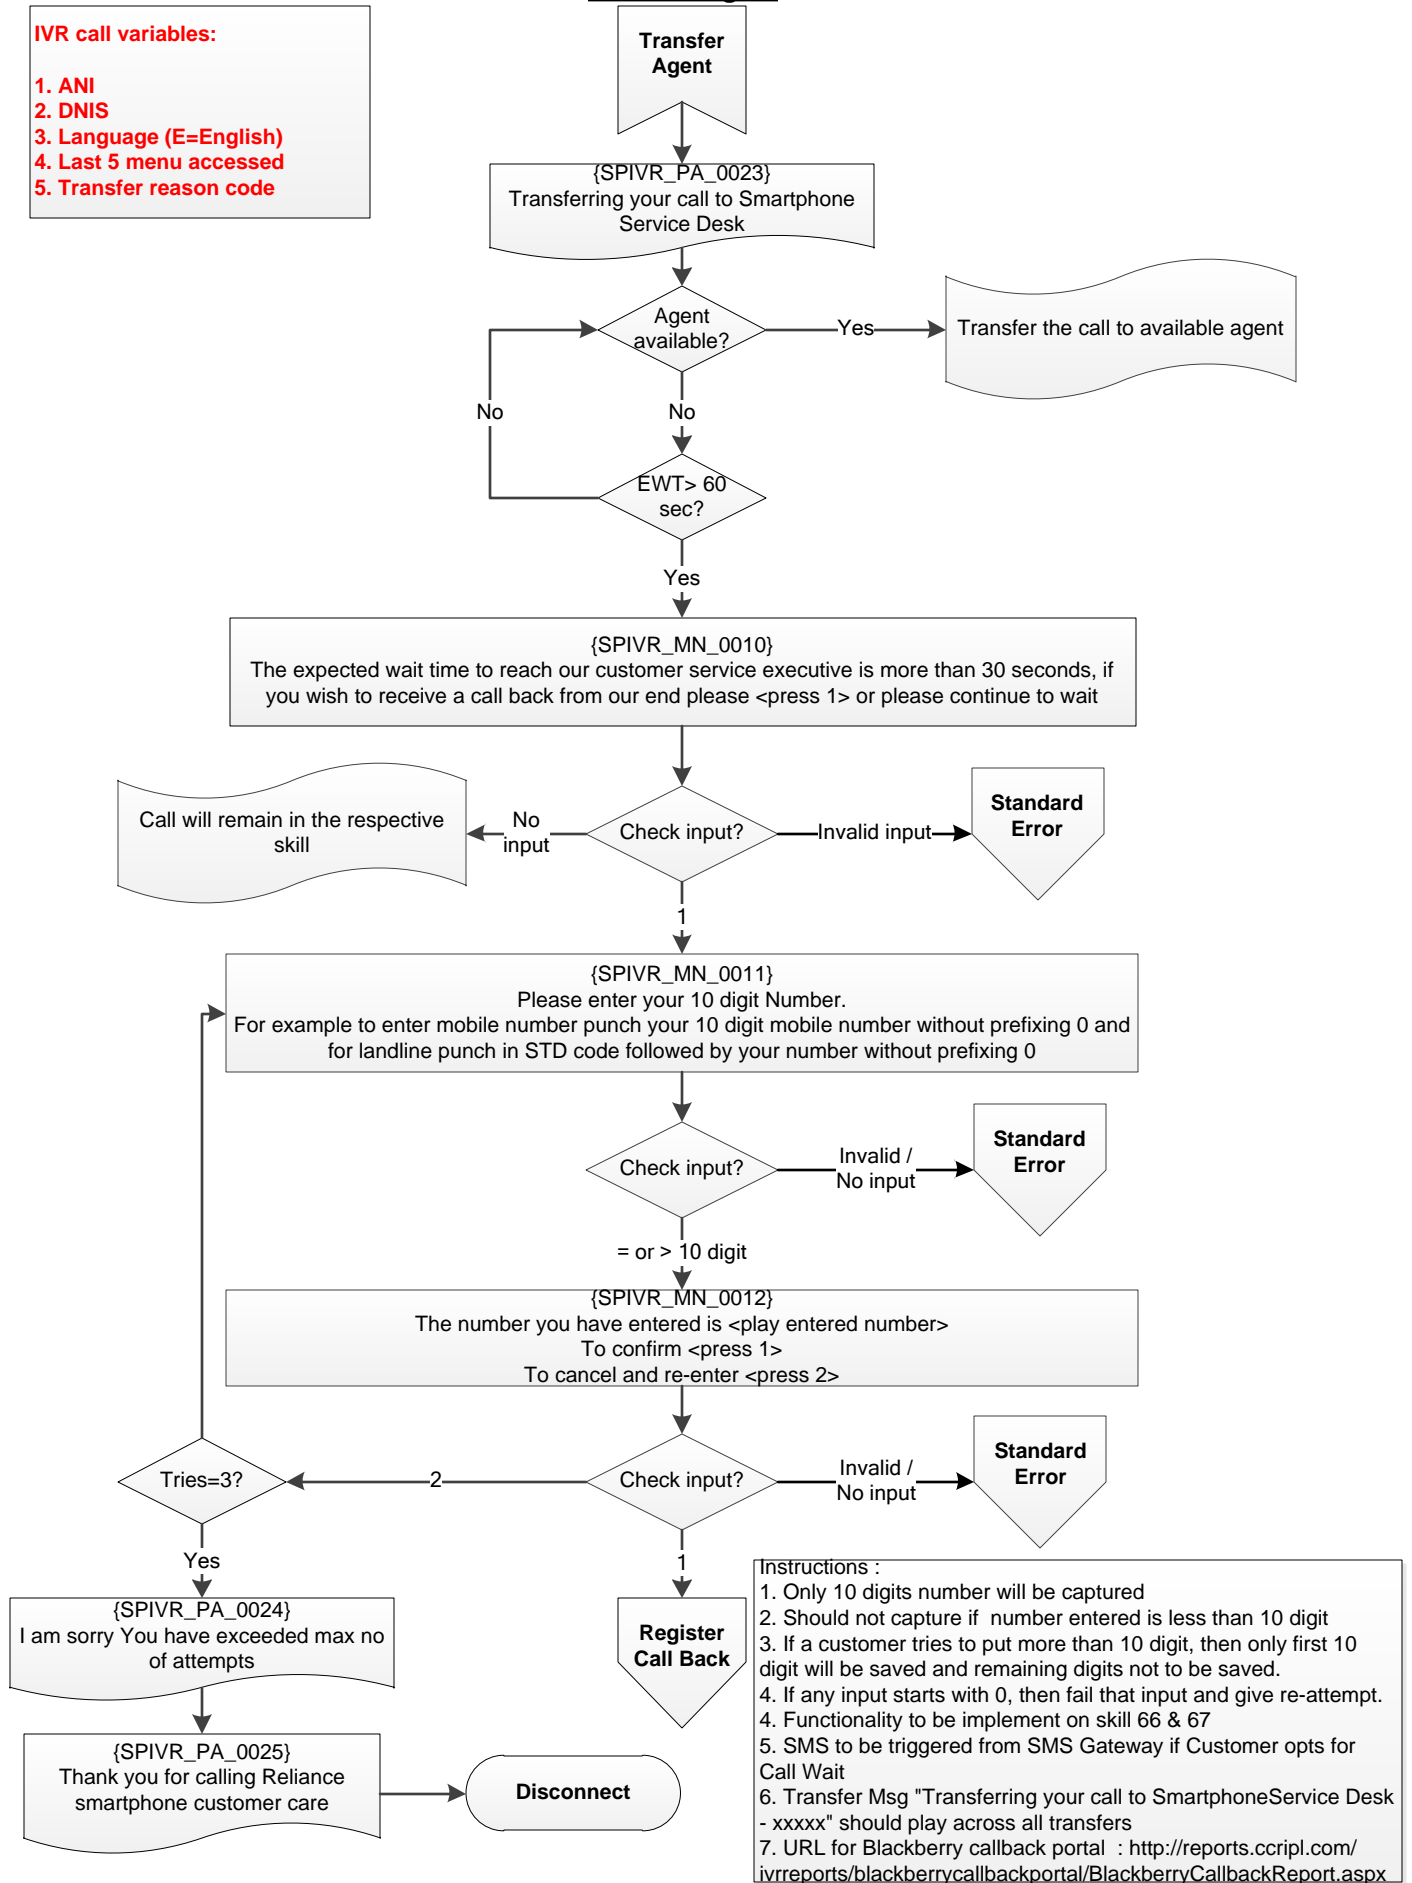 IVR call variables:
1. ANI
2. DNIS
3. Language (E=English)
4. Last 5 menu accessed
5. Transfer reason code
Transfer
Agent
{SPIVR_PA_0023}
Transferring your call to Smartphone
Service Desk
Agent
available?
Yes
Transfer the call to available agent
No
No
EWT> 60
sec?
Yes
{SPIVR_MN_0010}
The expected wait time to reach our customer service executive is more than 30 seconds, if
you wish to receive a call back from our end please <press 1> or please continue to wait
Call will remain in the respective
skill
No
input
Check input?
Invalid input
Standard
Error
1
{SPIVR_MN_0011}
Please enter your 10 digit Number.
For example to enter mobile number punch your 10 digit mobile number without prefixing 0 and
for landline punch in STD code followed by your number without prefixing 0
Check input?
Invalid /
No input
Standard
Error
= or > 10 digit
{SPIVR_MN_0012}
The number you have entered is <play entered number>
To confirm <press 1>
To cancel and re-enter <press 2>
Tries=3?
2
Check input?
Invalid /
No input
Standard
Error
Yes
1
{SPIVR_PA_0024}
I am sorry You have exceeded max no
of attempts
Register
Call Back
{SPIVR_PA_0025}
Thank you for calling Reliance
smartphone customer care
Disconnect
Instructions :
1. Only 10 digits number will be captured
2. Should not capture if  number entered is less than 10 digit
3. If a customer tries to put more than 10 digit, then only first 10
digit will be saved and remaining digits not to be saved.
4. If any input starts with 0, then fail that input and give re-attempt.
4. Functionality to be implement on skill 66 & 67
5. SMS to be triggered from SMS Gateway if Customer opts for
Call Wait
6. Transfer Msg "Transferring your call to SmartphoneService Desk
- xxxxx" should play across all transfers
7. URL for Blackberry callback portal  : http://reports.ccripl.com/
ivrreports/blackberrycallbackportal/BlackberryCallbackReport.aspx